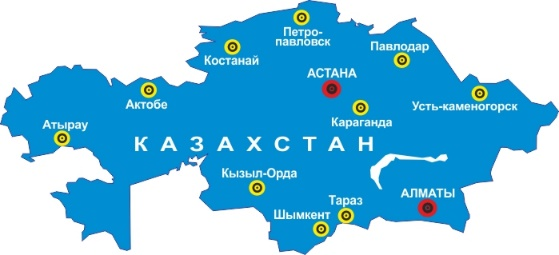 Петро-
павловск
Костанай
Павлодар
АСТАНА
Актобе
Усть-каменогорск
Караганда
Атырау
КАЗАХСТАН
Кызыл-Орда
Тараз
АЛМАТЫ
Шымкент